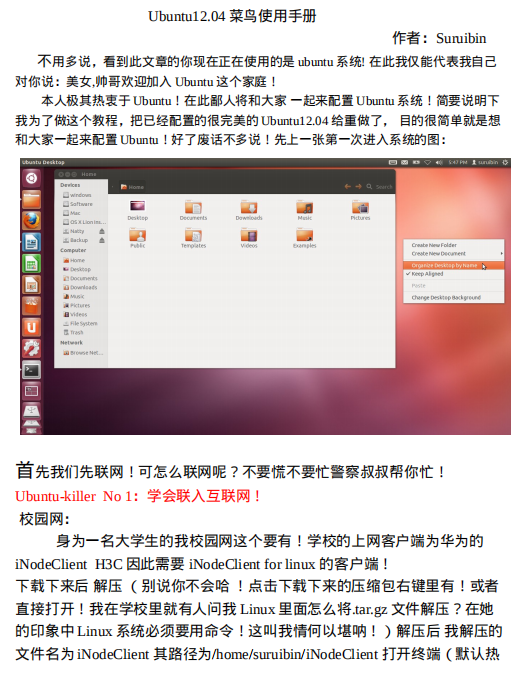 Ubuntu12.04 菜鸟使用手册
作者：Suruibin
不用多说，看到此文章的你现在正在使用的是 ubuntu 系统! 在此我仅能代表我自己
对你说：美女,帅哥欢迎加入 Ubuntu 这个家庭！
本人极其热衷于 Ubuntu！在此鄙人将和大家 一起来配置 Ubuntu 系统！简要说明下
我为了做这个教程，把已经配置的很完美的 Ubuntu12.04 给重做了， 目的很简单就是想
和大家一起来配置 Ubuntu！好了废话不多说！先上一张第一次进入系统的图：
Ubuntu Desktop
5:47 PM
suruibin
Home
Devices
windows
Software
Mac
OS X Lion Ins...
Natty
Backup
Computer
Home
Desktop
Documents
Downloads
Music
Pictures
Videos
File System
Trash
Network
Browse Net...
Home
Search
Desktop
Documents
Downloads
Music
Pictures
Public
Templates
Videos
Examples
Create New Folder
Create New Document
Organize Desktop by Name
Keep Aligned
Paste
Change Desktop Background
首先我们先联网！可怎么联网呢？不要慌不要忙警察叔叔帮你忙！
Ubuntu-killer No 1：学会联入互联网！
校园网：
身为一名大学生的我校园网这个要有！学校的上网客户端为华为的
iNodeClient H3C 因此需要 iNodeClient for linux 的客户端！
下载下来后 解压 （别说你不会哈 ！点击下载下来的压缩包右键里有！或者
直接打开！我在学校里就有人问我 Linux 里面怎么将.tar.gz 文件解压？在她
的印象中 Linux 系统必须要用命令！这叫我情何以堪呐！）解压后 我解压的
文件名为 iNodeClient 其路径为/home/suruibin/iNodeClient 打开终端（默认热